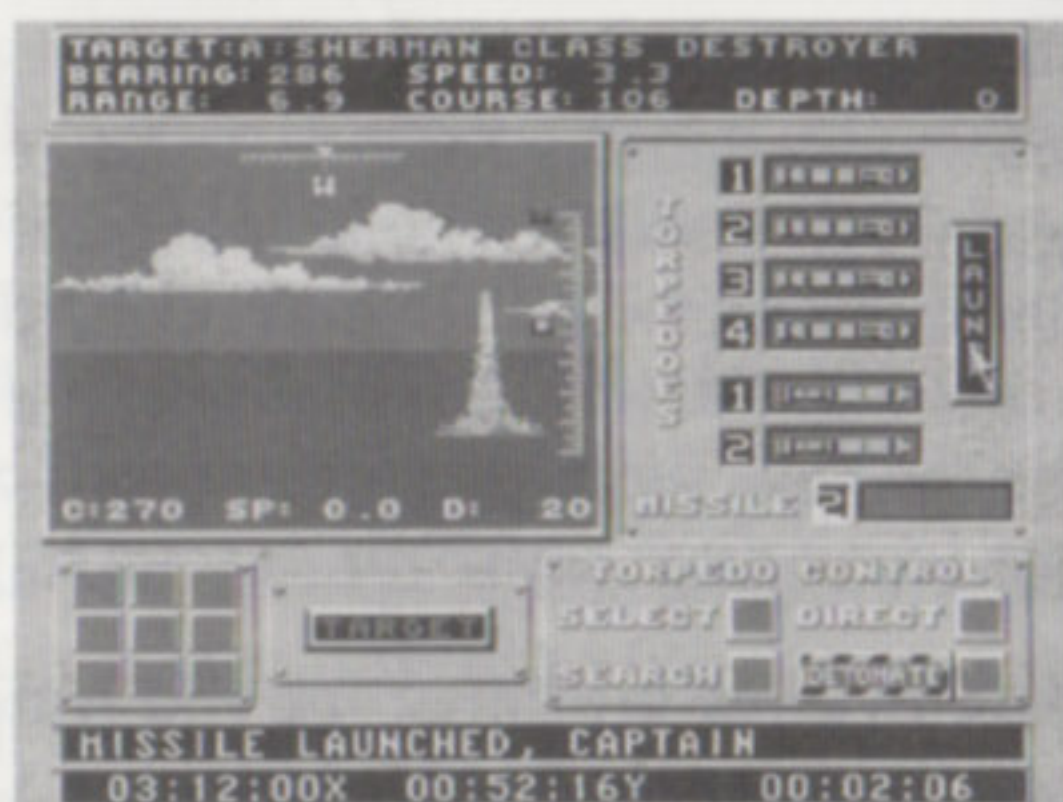 TARGET:A:SHERMAN CLASS DESTROYER
BEARING: 286 SPEED: 3.3
RANGE: 6.9 COURSE: 106 DEPTH: 0
W
C:270 SP: 0.0 D: 20
TORPEDOES
1
2
3
4
1
2
LAUN
MISSILE 2
TARGET
TORPEDO CONTROL
SELECT DIRECT
SEARCH DETONATE
MISSILE LAUNCHED, CAPTAIN
03:12:00X 00:52:16Y 00:02:06